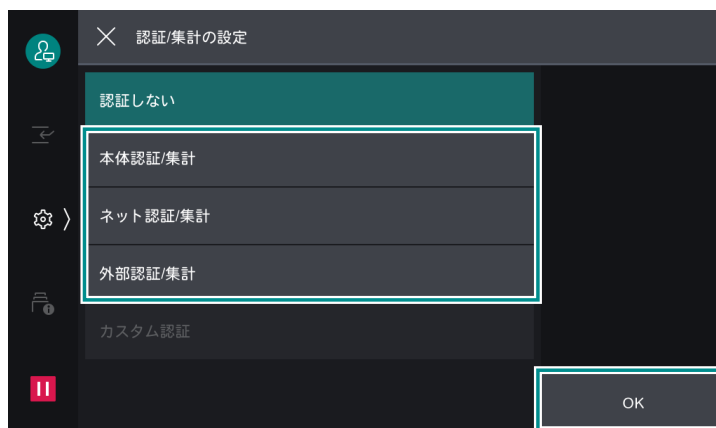 認証/集計の設定
認証しない
本体認証/集計
ネット認証/集計
外部認証/集計
カスタム認証
OK